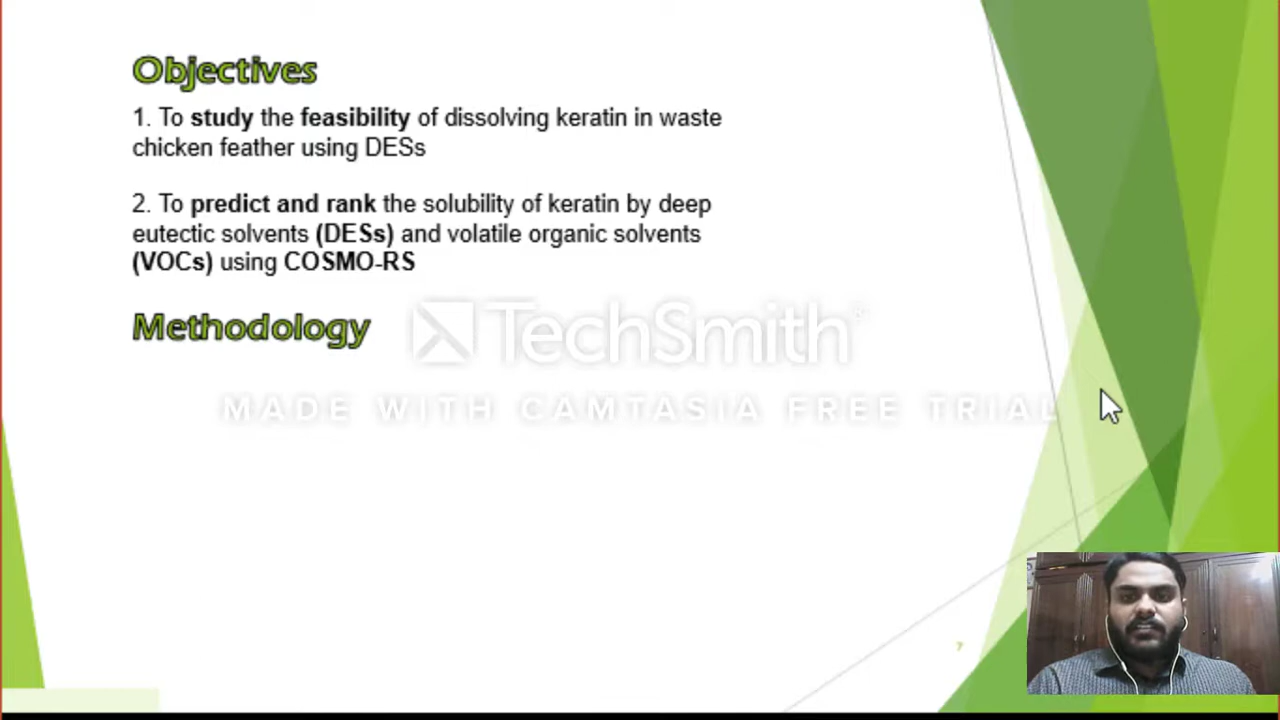 Objectives
1. To study the feasibility of dissolving keratin in waste
chicken feather using DESs
2. To predict and rank the solubility of keratin by deep
eutectic solvents (DESs) and volatile organic solvents
(VOCs) using COSMO-RS
Methodology
TechSmith®
MADE WITH CAMTASIA FREE TRIAL
7